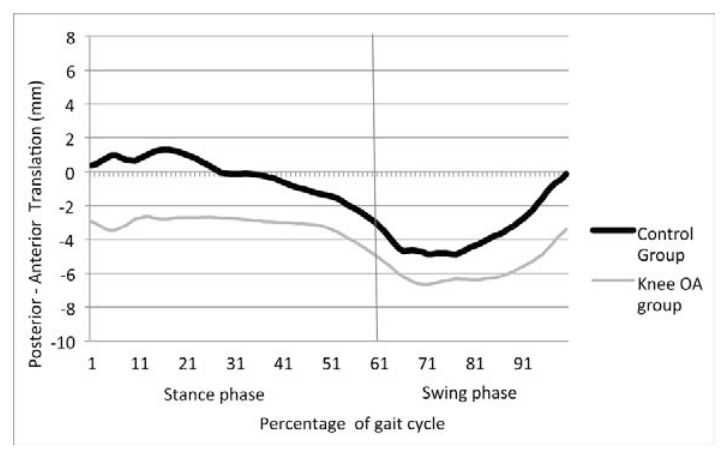 Posterior - Anterior Translation (mm)
8
6
4
2
0
-2
-4
-6
-8
-10
1 11 21 31 41 51 61 71 81 91
Stance phase Swing phase
Percentage of gait cycle
Control
Group
Knee OA
group